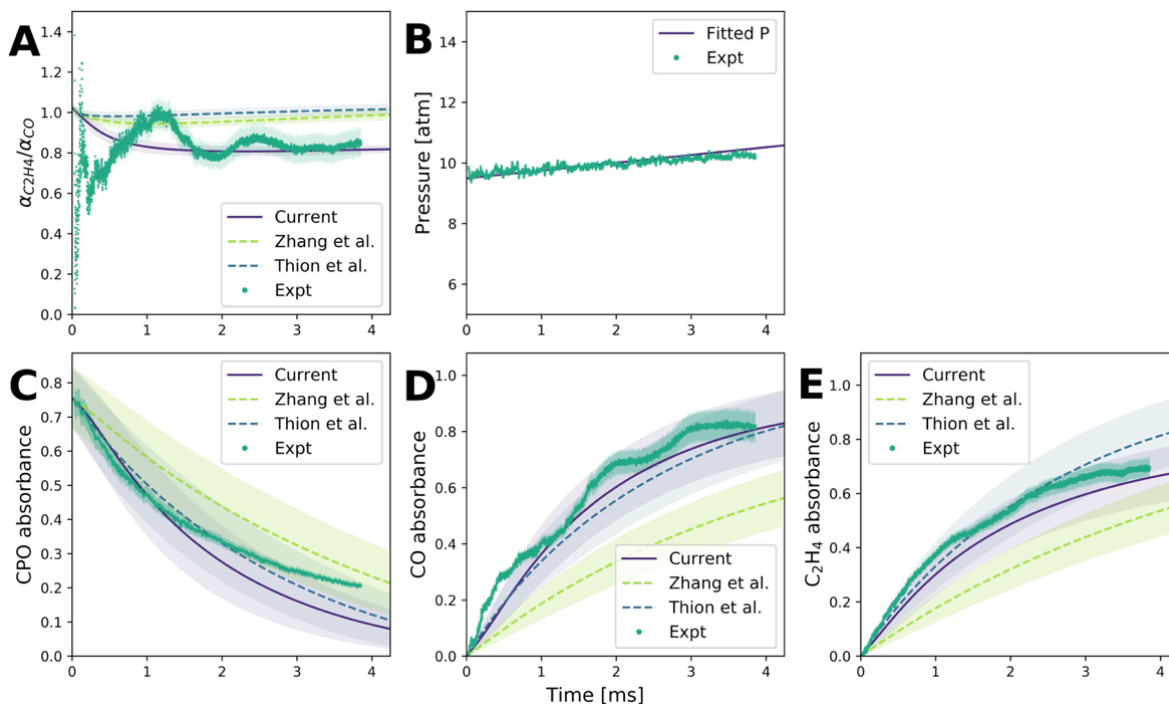 A
α_{C2H4}/α_{CO}
1.4
1.2
1.0
0.8
0.6
0.4
0.2
0.0
0 1 2 3 4
Current
Zhang et al.
Thion et al.
Expt
B
Pressure [atm]
14
12
10
8
6
0 1 2 3 4
Fitted P
Expt
C
CPO absorbance
0.8
0.7
0.6
0.5
0.4
0.3
0.2
0.1
0.0
0 1 2 3 4
Current
Zhang et al.
Thion et al.
Expt
D
CO absorbance
1.0
0.8
0.6
0.4
0.2
0.0
0 1 2 3 4
Current
Zhang et al.
Thion et al.
Expt
Time [ms]
E
C₂H₄ absorbance
1.0
0.8
0.6
0.4
0.2
0.0
0 1 2 3 4
Current
Zhang et al.
Thion et al.
Expt